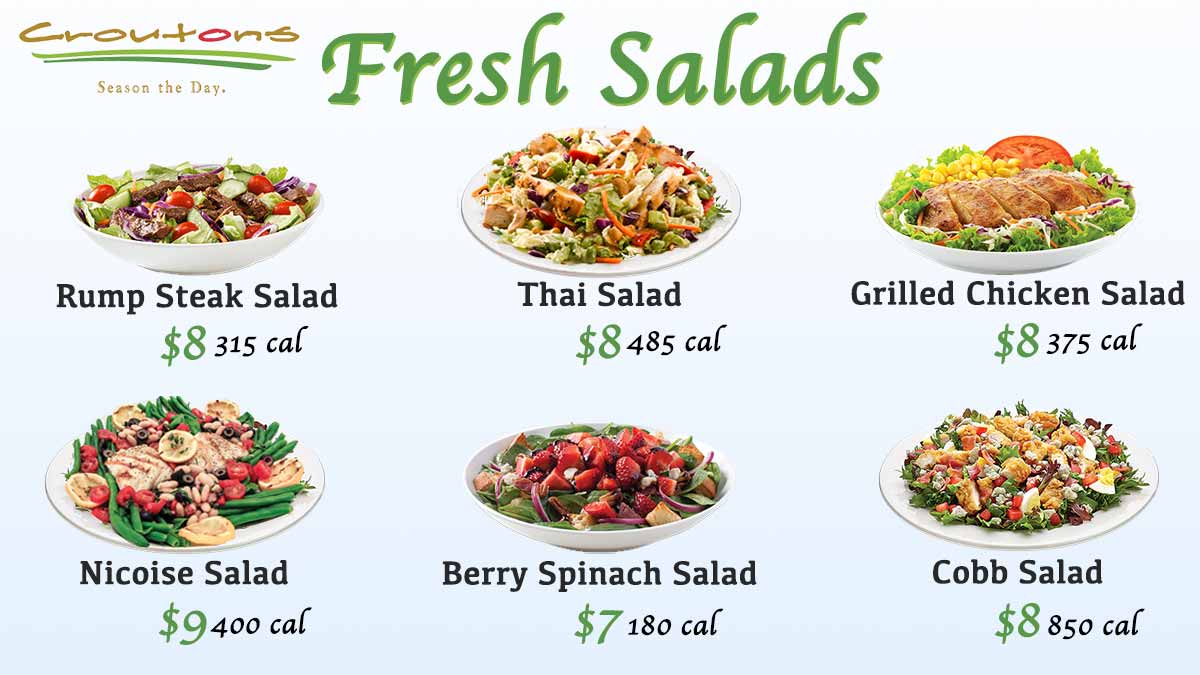 Croutons
Season the Day.
Fresh Salads
Rump Steak Salad
$8 315 cal
Thai Salad
$8 485 cal
Grilled Chicken Salad
$8 375 cal
Nicoise Salad
$9 400 cal
Berry Spinach Salad
$7 180 cal
Cobb Salad
$8 850 cal